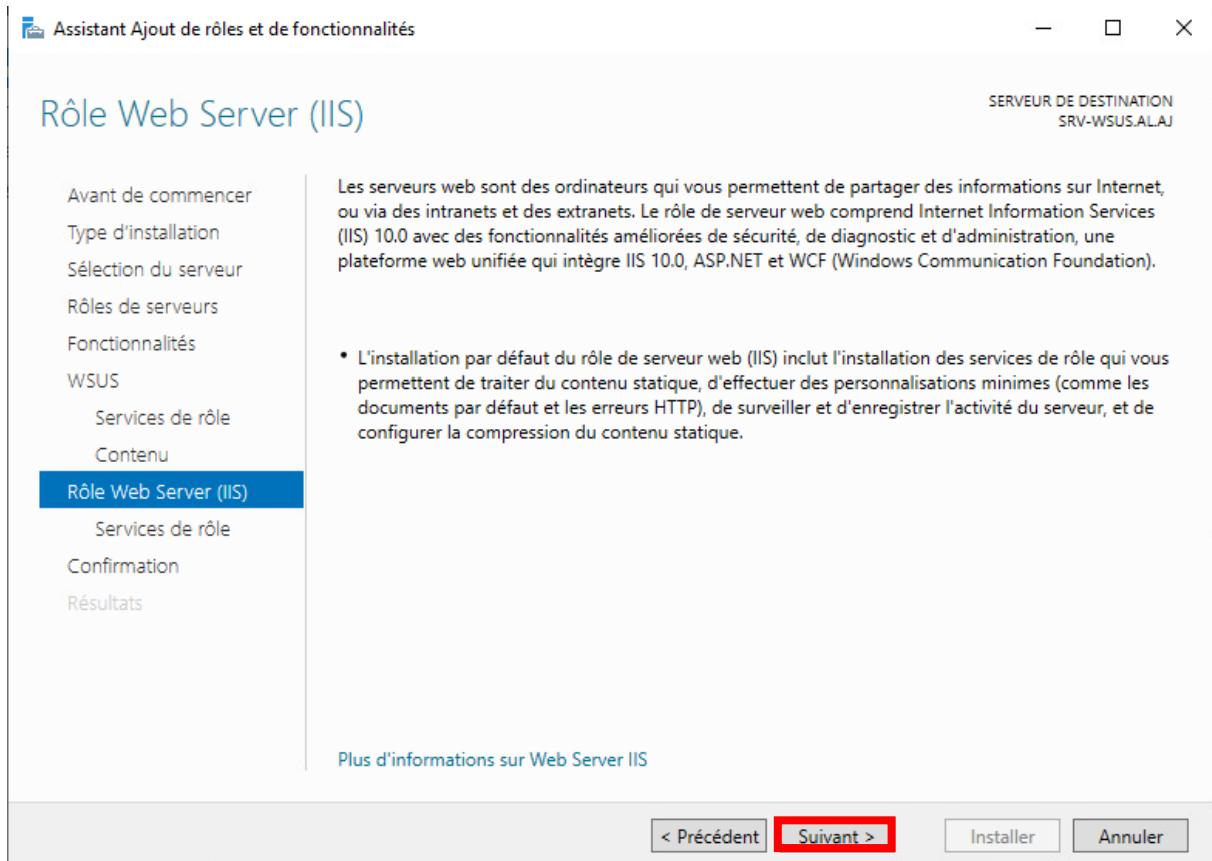 Assistant Ajout de rôles et de fonctionnalités
Rôle Web Server (IIS)
SERVEUR DE DESTINATION
SRV-WSUS.AL.AJ
Avant de commencer
Type d'installation
Sélection du serveur
Rôles de serveurs
Fonctionnalités
WSUS
Services de rôle
Contenu
Rôle Web Server (IIS)
Services de rôle
Confirmation
Résultats
Les serveurs web sont des ordinateurs qui vous permettent de partager des informations sur Internet,
ou via des intranets et des extranets. Le rôle de serveur web comprend Internet Information Services
(IIS) 10.0 avec des fonctionnalités améliorées de sécurité, de diagnostic et d'administration, une
plateforme web unifiée qui intègre IIS 10.0, ASP.NET et WCF (Windows Communication Foundation).
• L'installation par défaut du rôle de serveur web (IIS) inclut l'installation des services de rôle qui vous
permettent de traiter du contenu statique, d'effectuer des personnalisations minimes (comme les
documents par défaut et les erreurs HTTP), de surveiller et d'enregistrer l'activité du serveur, et de
configurer la compression du contenu statique.
Plus d'informations sur Web Server IIS
< Précédent
Suivant >
Installer
Annuler